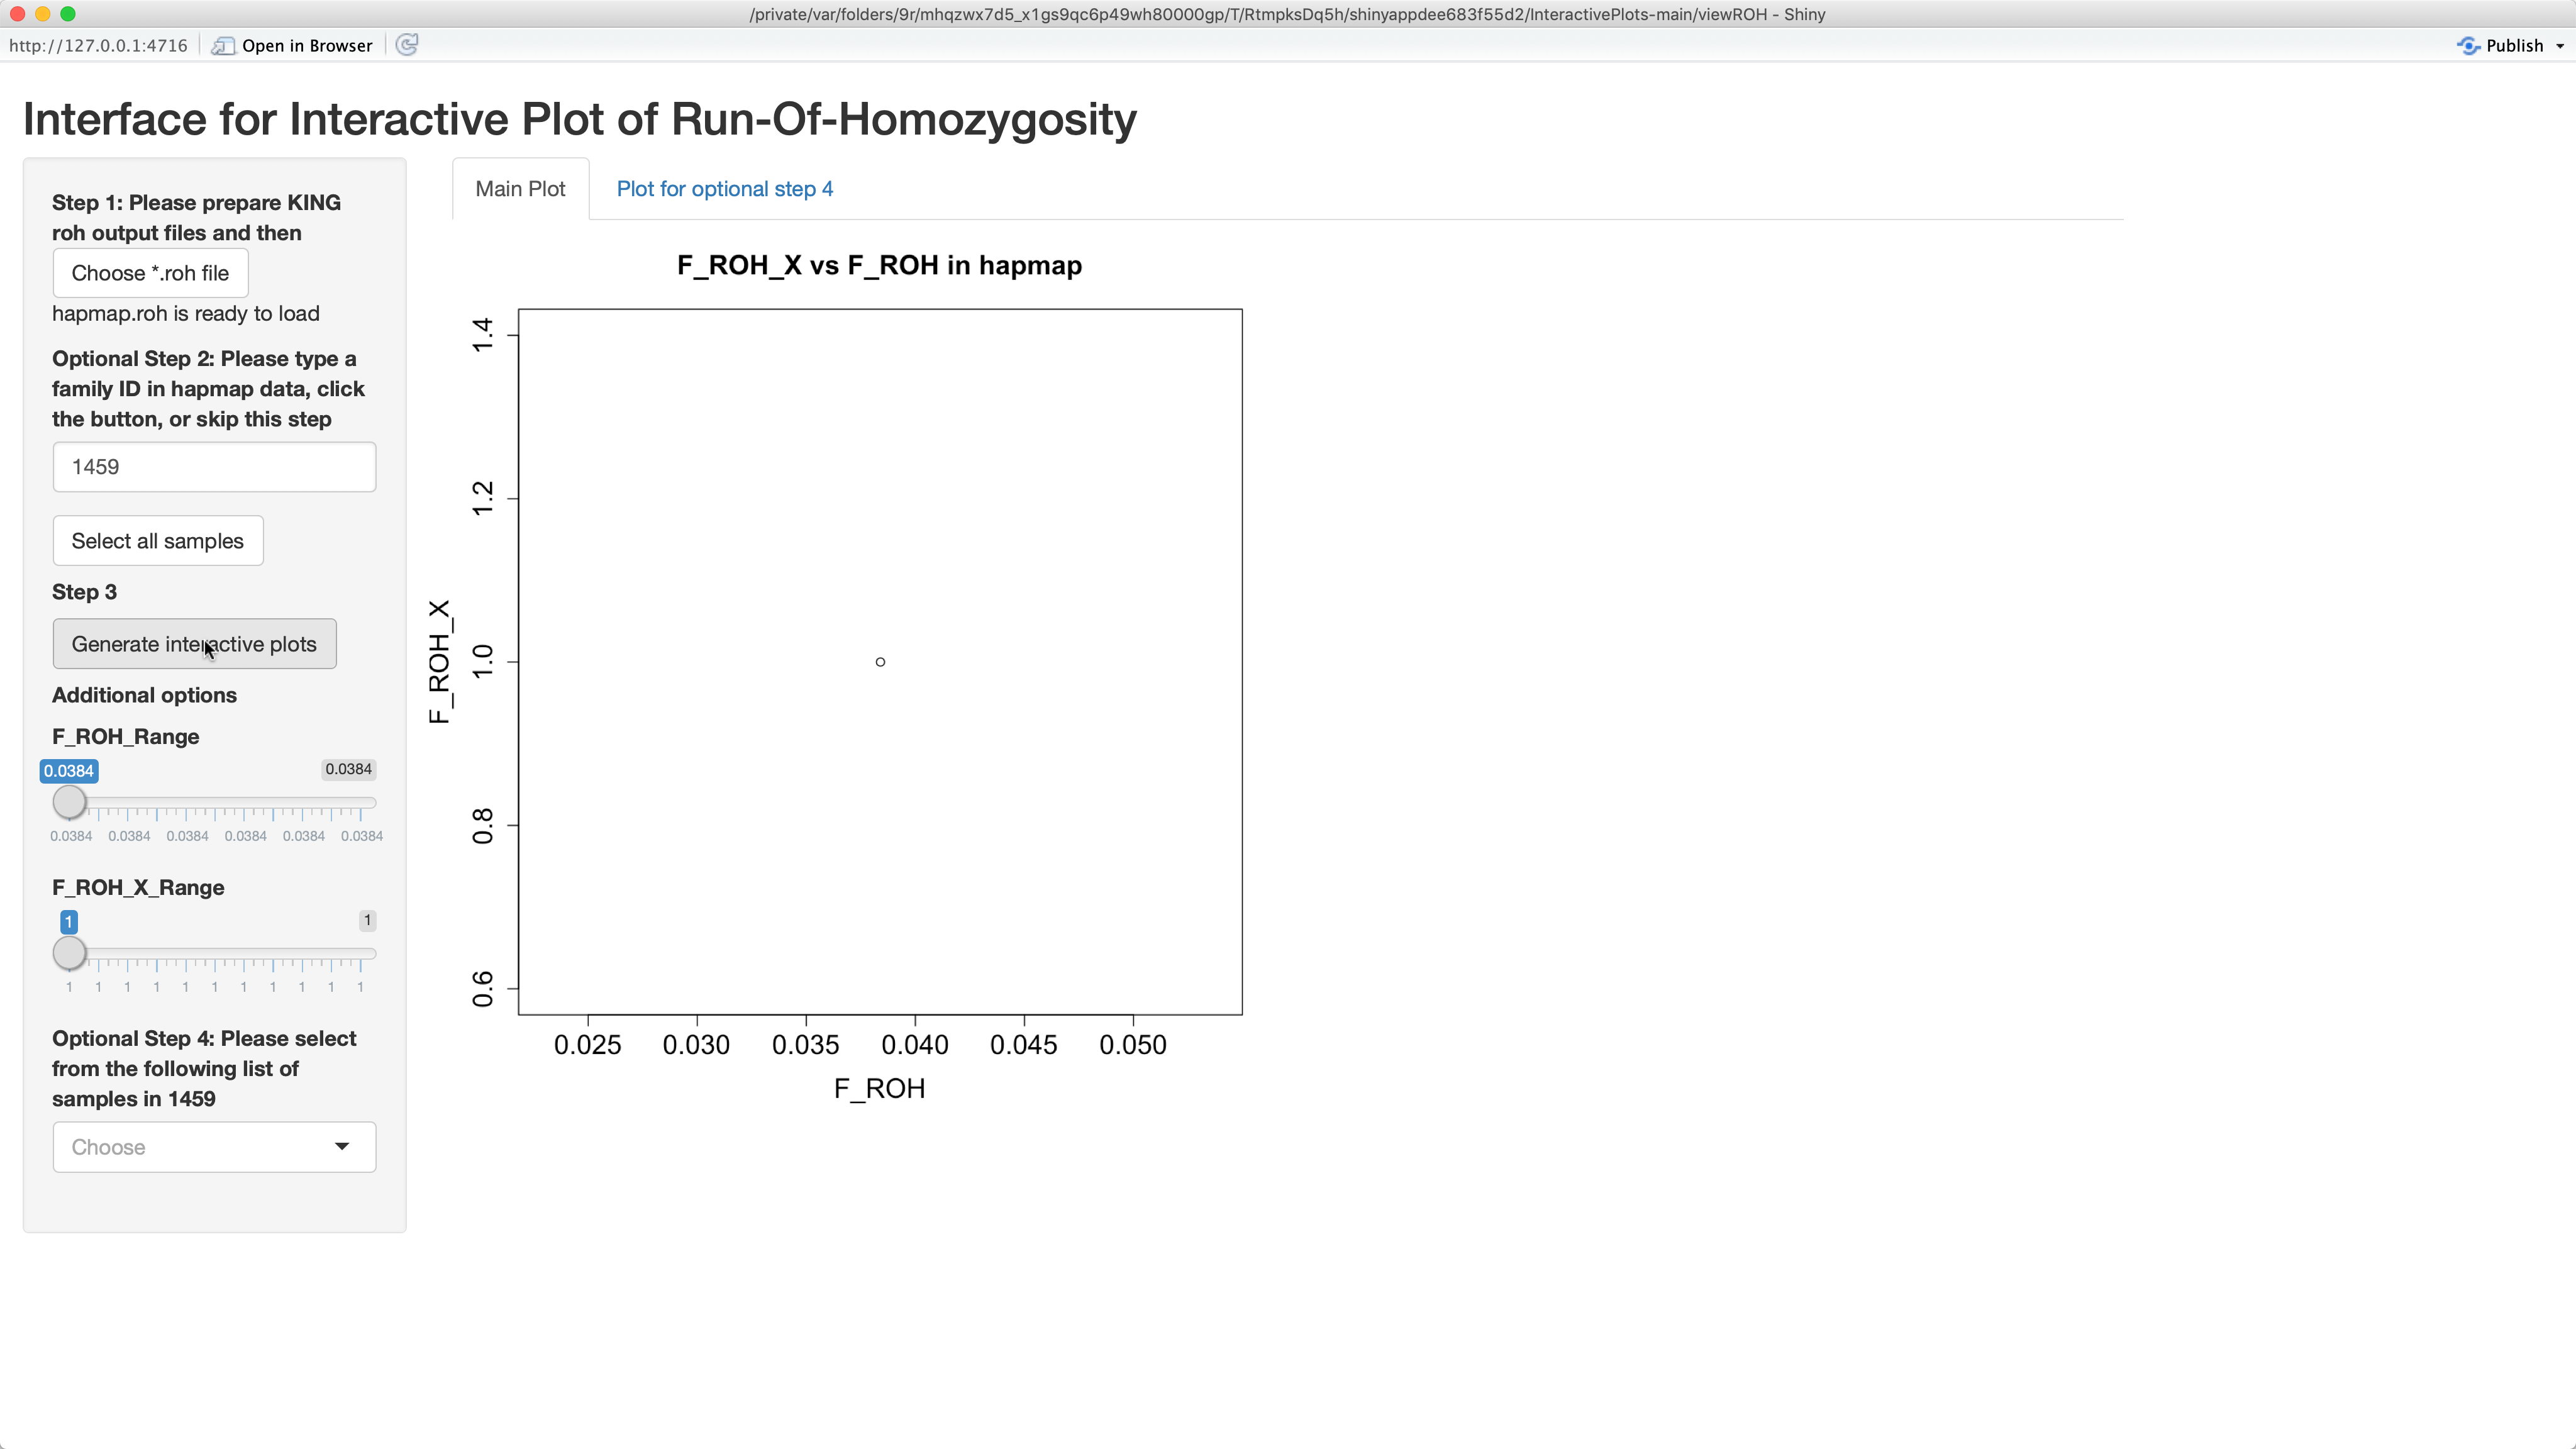 /private/var/folders/9r/mhqzwx7d5_x1gs9qc6p49wh80000gp/T/RtmpksDq5h/shinyappdee683f55d2/InteractivePlots-main/viewROH - Shiny
http://127.0.0.1:4716 Open in Browser Publish
Interface for Interactive Plot of Run-Of-Homozygosity
Step 1: Please prepare KING
roh output files and then
Choose *.roh file
hapmap.roh is ready to load
Optional Step 2: Please type a
family ID in hapmap data, click
the button, or skip this step
1459
Select all samples
Step 3
Generate interactive plots
Additional options
F_ROH_Range
0.0384 0.0384
0.0384 0.0384 0.0384 0.0384 0.0384 0.0384
F_ROH_X_Range
1 1
1 1 1 1 1 1 1 1 1 1 1
Optional Step 4: Please select
from the following list of
samples in 1459
Choose
Main Plot Plot for optional step 4
F_ROH_X vs F_ROH in hapmap
F_ROH_X
1.4
1.2
1.0
0.8
0.6
0.025 0.030 0.035 0.040 0.045 0.050
F_ROH